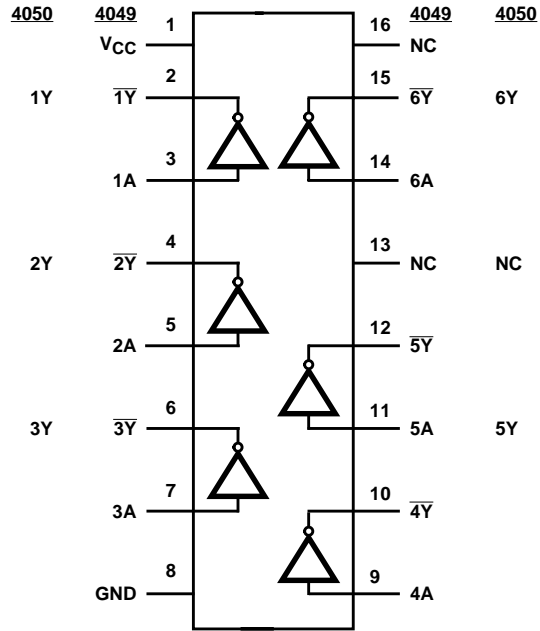 4050 4049 4049 4050
1 16
VCC NC
2 15
1Y 1Y 6Y 6Y
3 14
1A 6A
4 13
2Y 2Y NC NC
5 12
2A 5Y
6 11
3Y 3Y 5A 5Y
7 10
3A 4Y
8 9
GND 4A